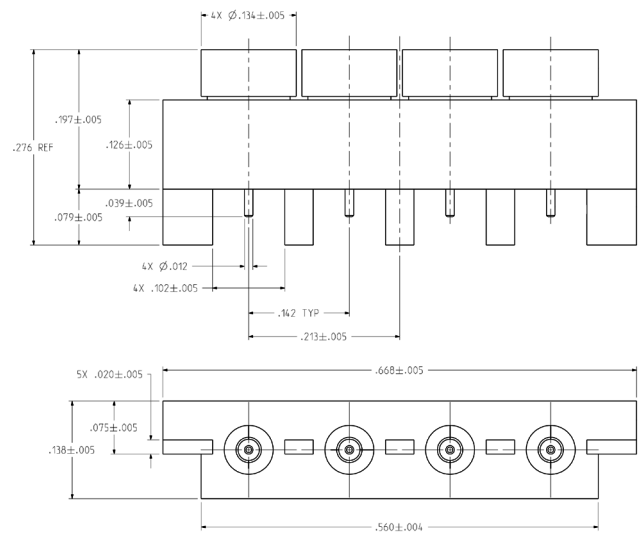 4X Ø.134±.005
.197±.005
.276 REF
.126±.005
.039±.005
.079±.005
4X Ø.012
4X .102±.005
.142 TYP
.213±.005
.668±.005
5X .020±.005
.075±.005
.138±.005
.560±.004